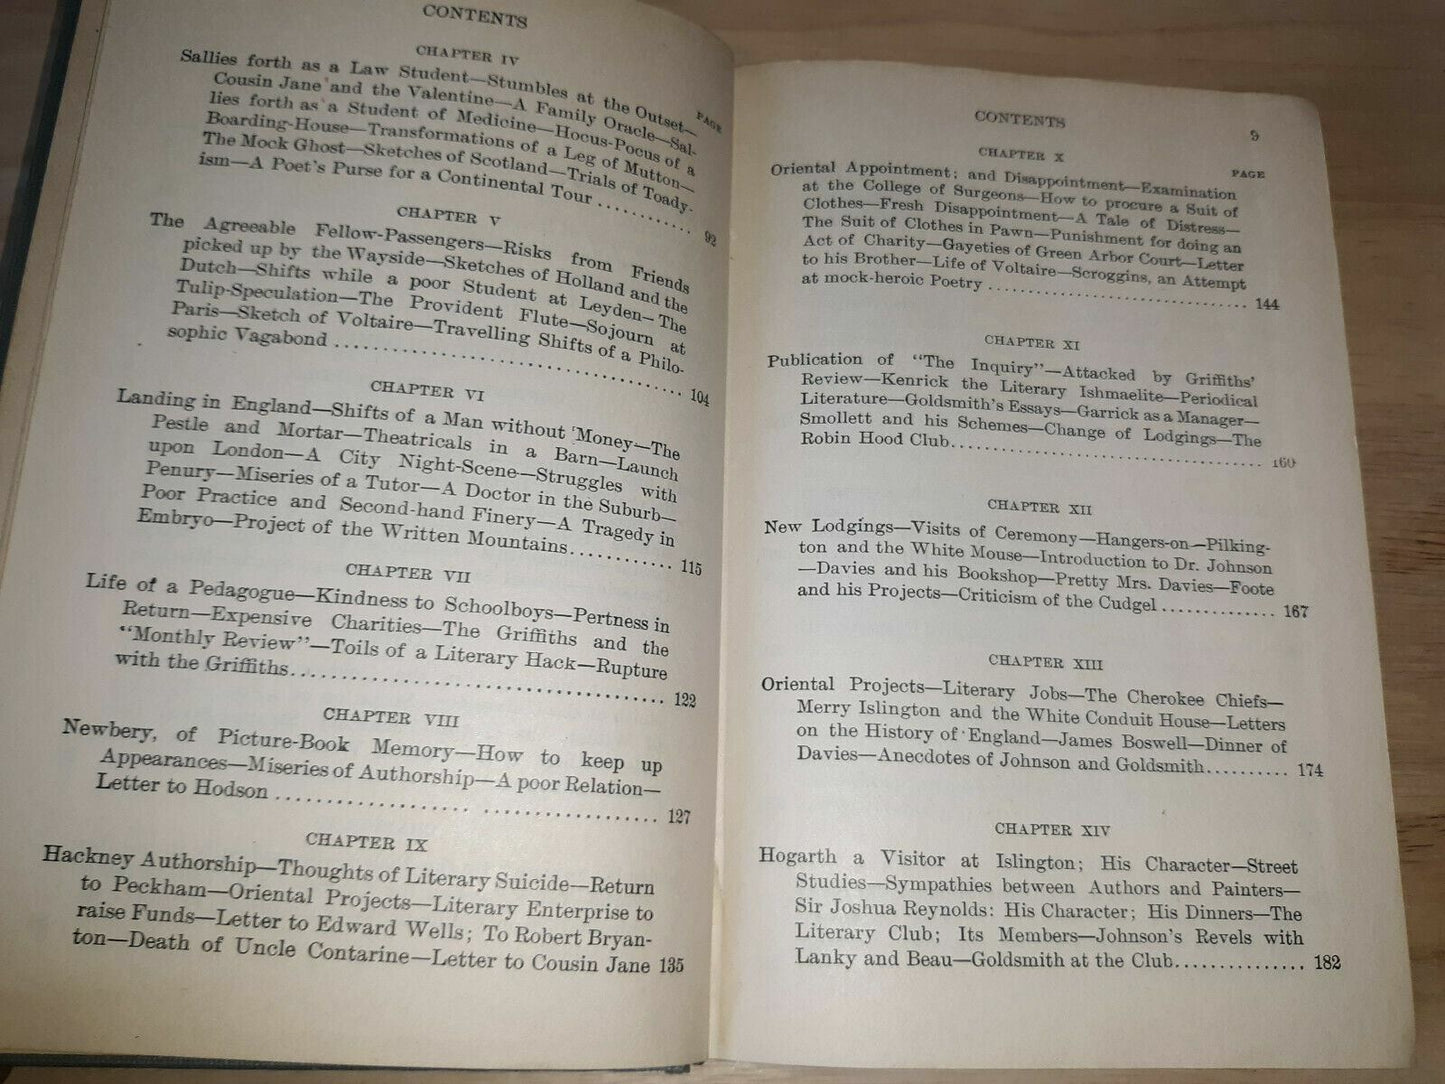 CONTENTS
CHAPTER IV
PAGE
Sallies forth as a Law Student—Stumbles at the Outset—
Cousin Jane and the Valentine—A Family Oracle—Sal-
lies forth as a Student of Medicine—Hocus-Pocus of a
Boarding-House—Transformations of a Leg of Mutton—
The Mock Ghost—Sketches of Scotland—Trials of Toady-
ism—A Poet's Purse for a Continental Tour ............ 92
CHAPTER V
The Agreeable Fellow-Passengers—Risks from Friends
picked up by the Wayside—Sketches of Holland and the
Dutch—Shifts while a poor Student at Leyden—The
Tulip-Speculation—The Provident Flute—Sojourn at
Paris—Sketch of Voltaire—Travelling Shifts of a Philo-
sophic Vagabond ........................................ 104
CHAPTER VI
Landing in England—Shifts of a Man without Money—The
Pestle and Mortar—Theatricals in a Barn—Launch
upon London—A City Night-Scene—Struggles with
Penury—Miseries of a Tutor—A Doctor in the Suburb—
Poor Practice and Second-hand Finery—A Tragedy in
Embryo—Project of the Written Mountains............ 115
CHAPTER VII
Life of a Pedagogue—Kindness to Schoolboys—Pertness in
Return—Expensive Charities—The Griffiths and the
"Monthly Review"—Toils of a Literary Hack—Rupture
with the Griffiths........................................ 122
CHAPTER VIII
Newbery, of Picture-Book Memory—How to keep up
Appearances—Miseries of Authorship—A poor Relation—
Letter to Hodson ........................................ 127
CHAPTER IX
Hackney Authorship—Thoughts of Literary Suicide—Return
to Peckham—Oriental Projects—Literary Enterprise to
raise Funds—Letter to Edward Wells; To Robert Bryan-
ton—Death of Uncle Contarine—Letter to Cousin Jane 135
CONTENTS 9
CHAPTER X
PAGE
Oriental Appointment; and Disappointment—Examination
at the College of Surgeons—How to procure a Suit of
Clothes—Fresh Disappointment—A Tale of Distress—
The Suit of Clothes in Pawn—Punishment for doing an
Act of Charity—Gayeties of Green Arbor Court—Letter
to his Brother—Life of Voltaire—Scroggins, an Attempt
at mock-heroic Poetry ................................ 144
CHAPTER XI
Publication of "The Inquiry"—Attacked by Griffiths'
Review—Kenrick the Literary Ishmaelite—Periodical
Literature—Goldsmith's Essays—Garrick as a Manager—
Smollett and his Schemes—Change of Lodgings—The
Robin Hood Club........................................ 160
CHAPTER XII
New Lodgings—Visits of Ceremony—Hangers-on—Pilking-
ton and the White Mouse—Introduction to Dr. Johnson
—Davies and his Bookshop—Pretty Mrs. Davies—Foote
and his Projects—Criticism of the Cudgel .............. 167
CHAPTER XIII
Oriental Projects—Literary Jobs—The Cherokee Chiefs—
Merry Islington and the White Conduit House—Letters
on the History of England—James Boswell—Dinner of
Davies—Anecdotes of Johnson and Goldsmith.......... 174
CHAPTER XIV
Hogarth a Visitor at Islington; His Character—Street
Studies—Sympathies between Authors and Painters—
Sir Joshua Reynolds: His Character; His Dinners—The
Literary Club; Its Members—Johnson's Revels with
Lanky and Beau—Goldsmith at the Club............... 182